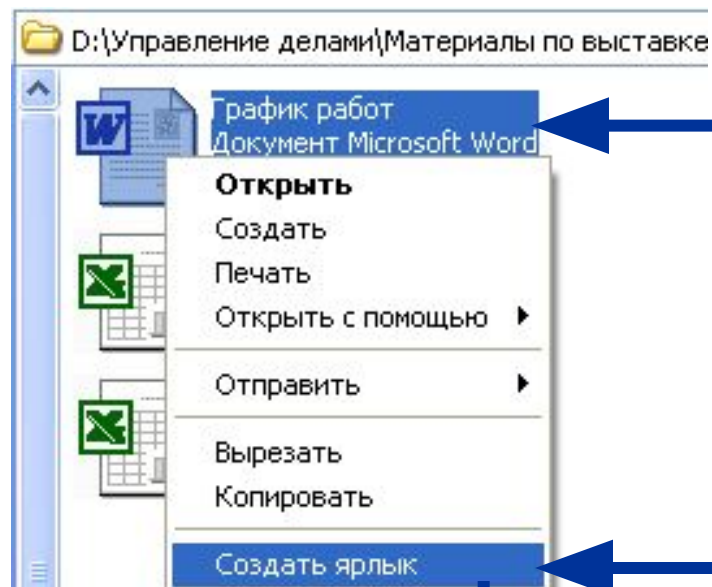 D:\Управление делами\Материалы по выставке
График работ
Документ Microsoft Word
Открыть
Создать
Печать
Открыть с помощью
Отправить
Вырезать
Копировать
Создать ярлык